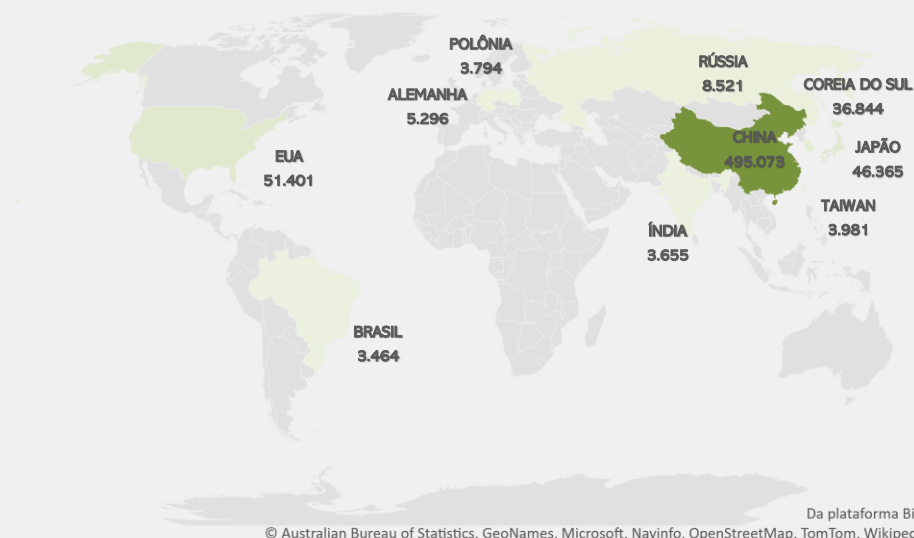 POLÔNIA
3.794
RÚSSIA
8.521
ALEMANHA
5.296
COREIA DO SUL
36.844
CHINA
495.073
JAPÃO
46.365
EUA
51.401
TAIWAN
3.981
ÍNDIA
3.655
BRASIL
3.464
Da plataforma Bi
© Australian Bureau of Statistics, GeoNames, Microsoft, Navinfo, OpenStreetMap, TomTom, Wikiped